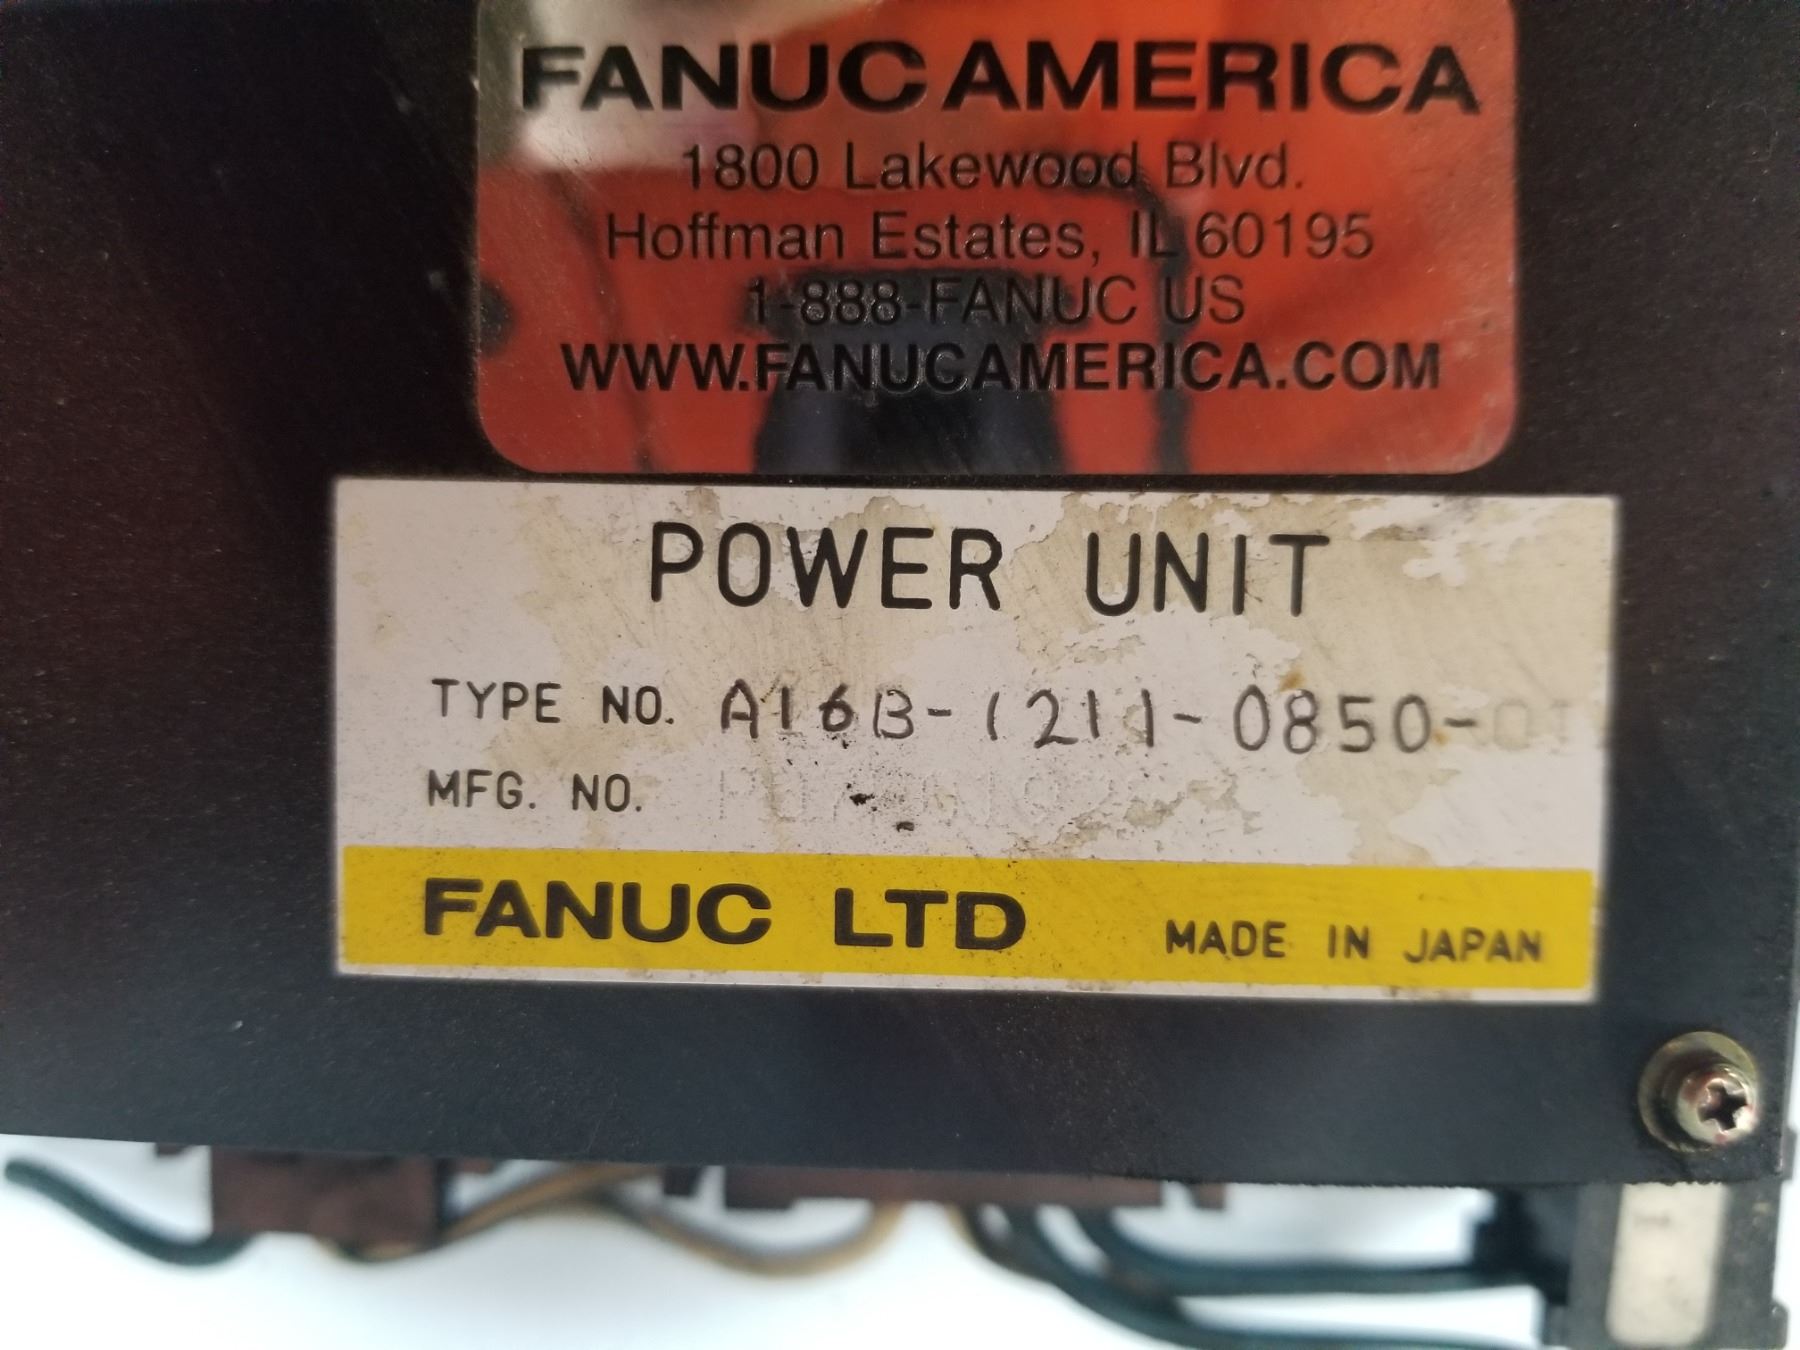 FANUC AMERICA
1800 Lakewood Blvd.
Hoffman Estates, IL 60195
1-888-FANUC US
WWW.FANUCAMERICA.COM
POWER UNIT
TYPE NO. A16B-1211-0850-01
MFG. NO.
FANUC LTD MADE IN JAPAN